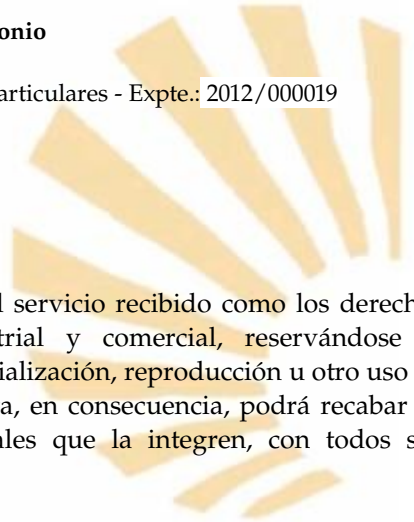 onio
articulares - Expte.: 2012/000019
l servicio recibido como los derech
trial y comercial, reservándose
ialización, reproducción u otro uso
a, en consecuencia, podrá recabar
les que la integren, con todos s